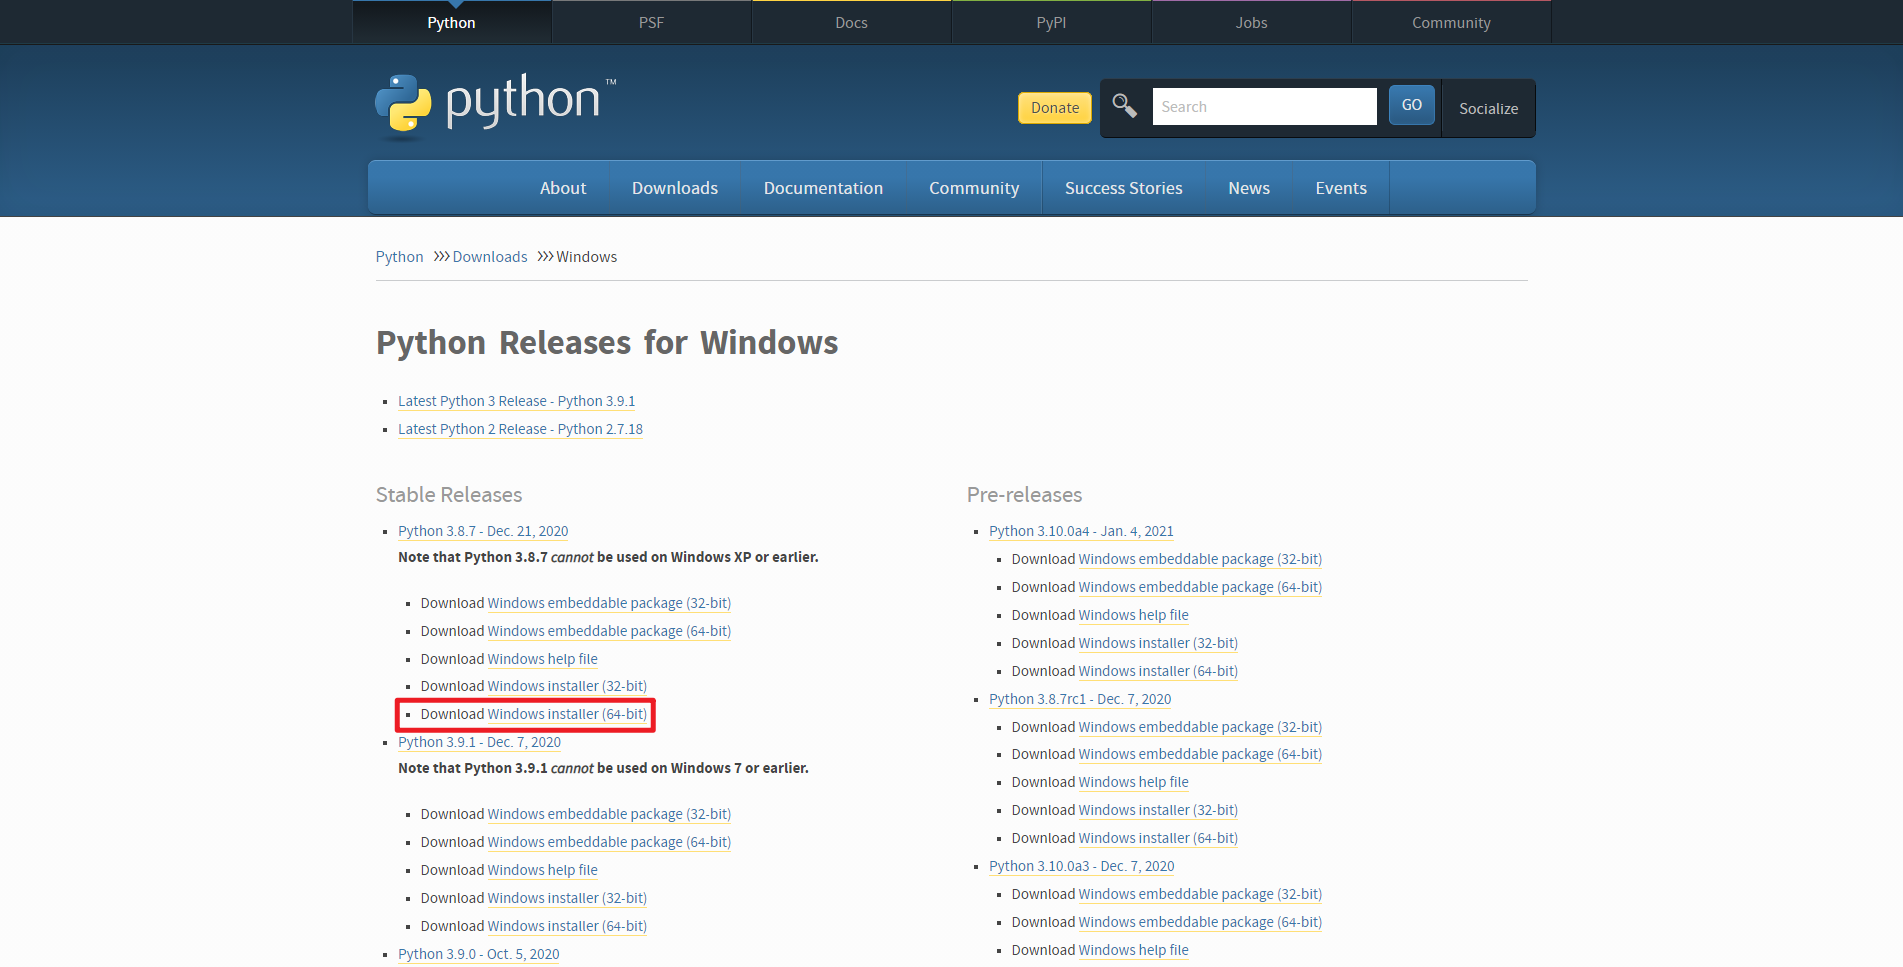 Python PSF Docs PyPI Jobs Community
python™
Donate Search GO Socialize
About Downloads Documentation Community Success Stories News Events
Python >>> Downloads >>> Windows
Python Releases for Windows
Latest Python 3 Release - Python 3.9.1
Latest Python 2 Release - Python 2.7.18
Stable Releases
Python 3.8.7 - Dec. 21, 2020
Note that Python 3.8.7 cannot be used on Windows XP or earlier.
Download Windows embeddable package (32-bit)
Download Windows embeddable package (64-bit)
Download Windows help file
Download Windows installer (32-bit)
Download Windows installer (64-bit)
Python 3.9.1 - Dec. 7, 2020
Note that Python 3.9.1 cannot be used on Windows 7 or earlier.
Download Windows embeddable package (32-bit)
Download Windows embeddable package (64-bit)
Download Windows help file
Download Windows installer (32-bit)
Download Windows installer (64-bit)
Python 3.9.0 - Oct. 5, 2020
Pre-releases
Python 3.10.0a4 - Jan. 4, 2021
Download Windows embeddable package (32-bit)
Download Windows embeddable package (64-bit)
Download Windows help file
Download Windows installer (32-bit)
Download Windows installer (64-bit)
Python 3.8.7rc1 - Dec. 7, 2020
Download Windows embeddable package (32-bit)
Download Windows embeddable package (64-bit)
Download Windows help file
Download Windows installer (32-bit)
Download Windows installer (64-bit)
Python 3.10.0a3 - Dec. 7, 2020
Download Windows embeddable package (32-bit)
Download Windows embeddable package (64-bit)
Download Windows help file